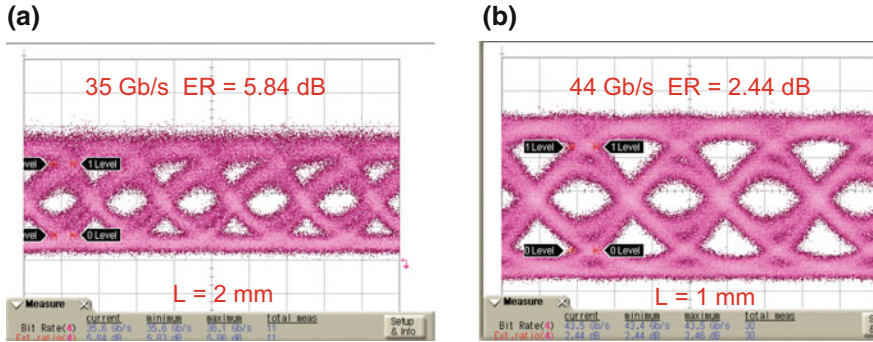 (a)
35 Gb/s ER = 5.84 dB
1 Level
0 Level
L = 2 mm
Measure
current minimum maximum total meas
Bit Rate(4) 35.6 Gb/s 35.6 Gb/s 36.1 Gb/s 11
Ext.ratio(4) 5.84 dB 5.83 dB 5.86 dB 11
Setup & Info
(b)
44 Gb/s ER = 2.44 dB
1 Level 1 Level
0 Level 0 Level
L = 1 mm
Measure
current minimum maximum total meas
Bit Rate(4) 43.5 Gb/s 43.4 Gb/s 43.5 Gb/s 30
Ext.ratio(4) 2.44 dB 2.44 dB 2.46 dB 30